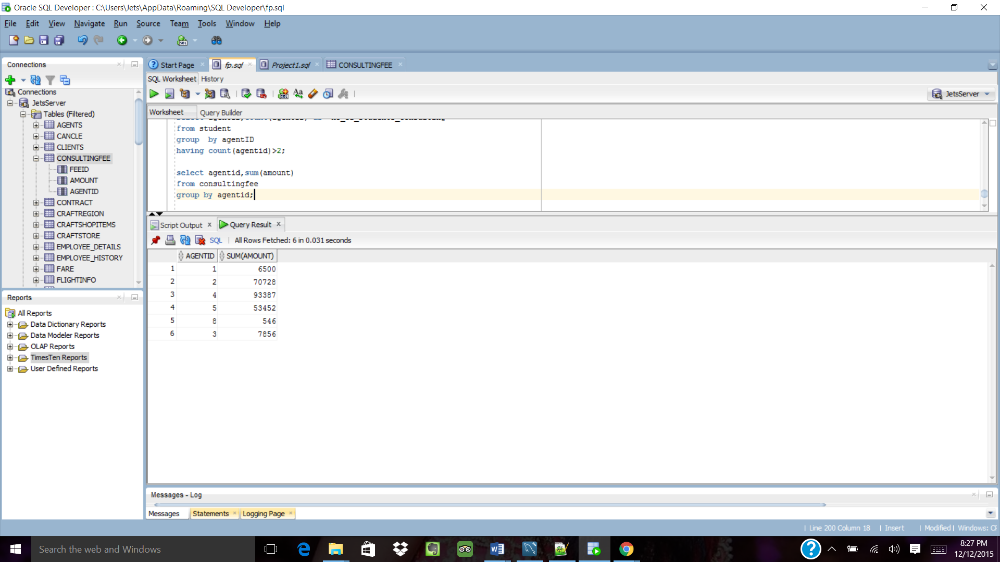 Oracle SQL Developer : C:\Users\Jets\AppData\Roaming\SQL Developer\fp.sql
File Edit View Navigate Run Source Team Tools Window Help
Connections
Connections
JetsServer
Tables (Filtered)
AGENTS
CANCLE
CLIENTS
CONSULTINGFEE
FEEID
AMOUNT
AGENTID
CONTRACT
CRAFTREGION
CRAFTSHOPITEMS
CRAFTSTORE
EMPLOYEE_DETAILS
EMPLOYEE_HISTORY
FARE
FLIGHTINFO
Reports
All Reports
Data Dictionary Reports
Data Modeler Reports
OLAP Reports
TimesTen Reports
User Defined Reports
Start Page fp.sql Project1.sql CONSULTINGFEE
SQL Worksheet History
JetsServer
Worksheet Query Builder
from student
group  by agentID
having count(agentid)>2;
select agentid,sum(amount)
from consultingfee
group by agentid;
Script Output Query Result
SQL | All Rows Fetched: 6 in 0.031 seconds
AGENTID SUM(AMOUNT)
1 1 6500
2 2 70728
3 4 93387
4 5 53452
5 8 546
6 3 7856
Messages - Log
Messages Statements Logging Page
| Line 200 Column 18 | Insert | Modified | Windows: CR
Search the web and Windows
8:27 PM
12/12/2015